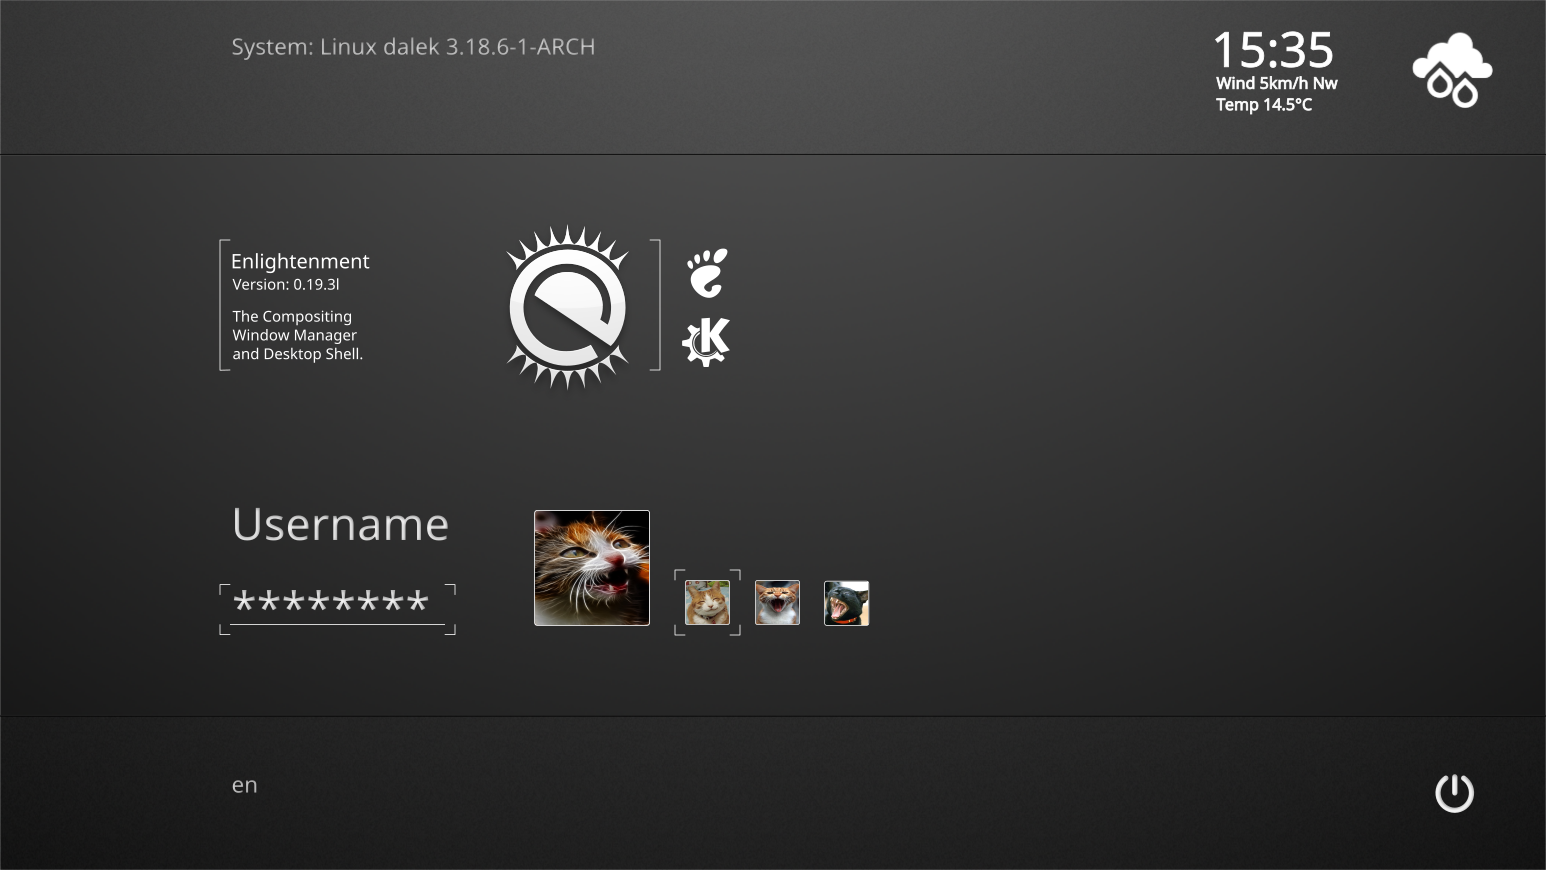 System: Linux dalek 3.18.6-1-ARCH
15:35
Wind 5km/h Nw
Temp 14.5°C
Enlightenment
Version: 0.19.3l
The Compositing
Window Manager
and Desktop Shell.
Username
********
en